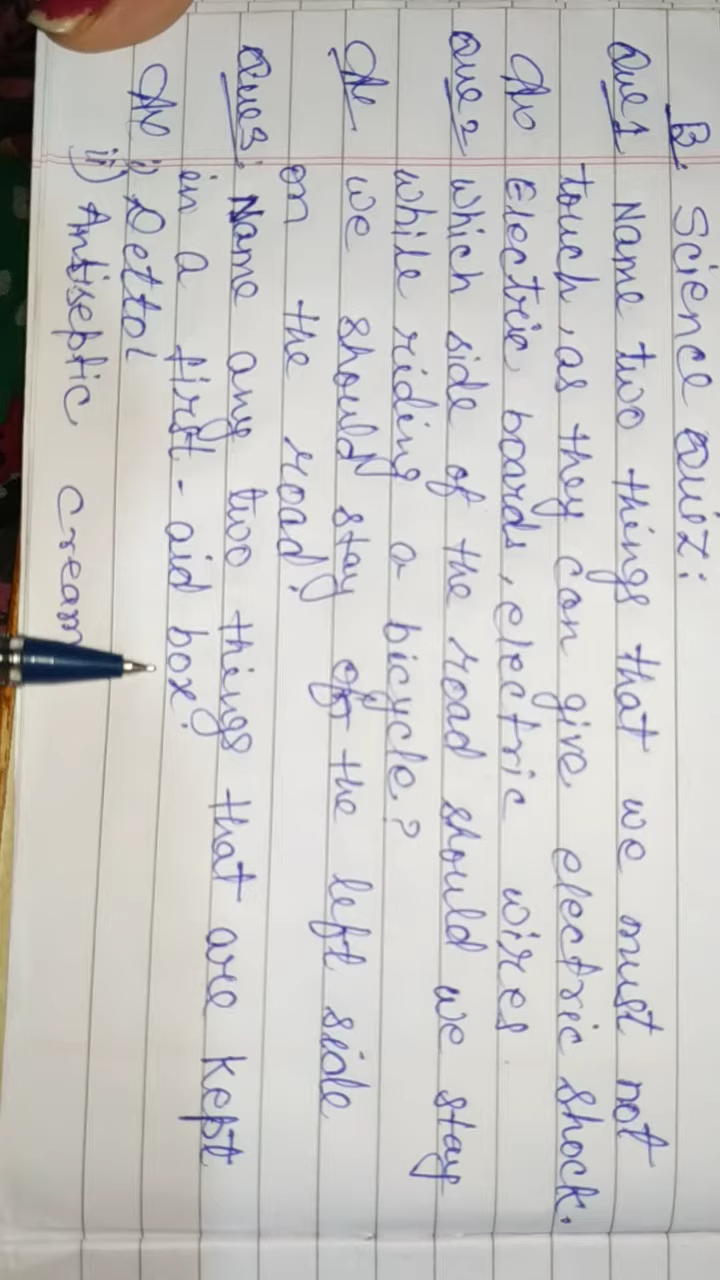 B. Science Quiz:
Que1 Name two things that we must not
touch, as they can give electric shock.
Ans Electric boards, electric wires.
Que2 which side of the road should we stay
while riding a bicycle?
Ans we should stay of the left side
on the road.
Que3. Name any two things that are kept
in a first-aid box.
Ans i) Dettol
ii) Antiseptic cream